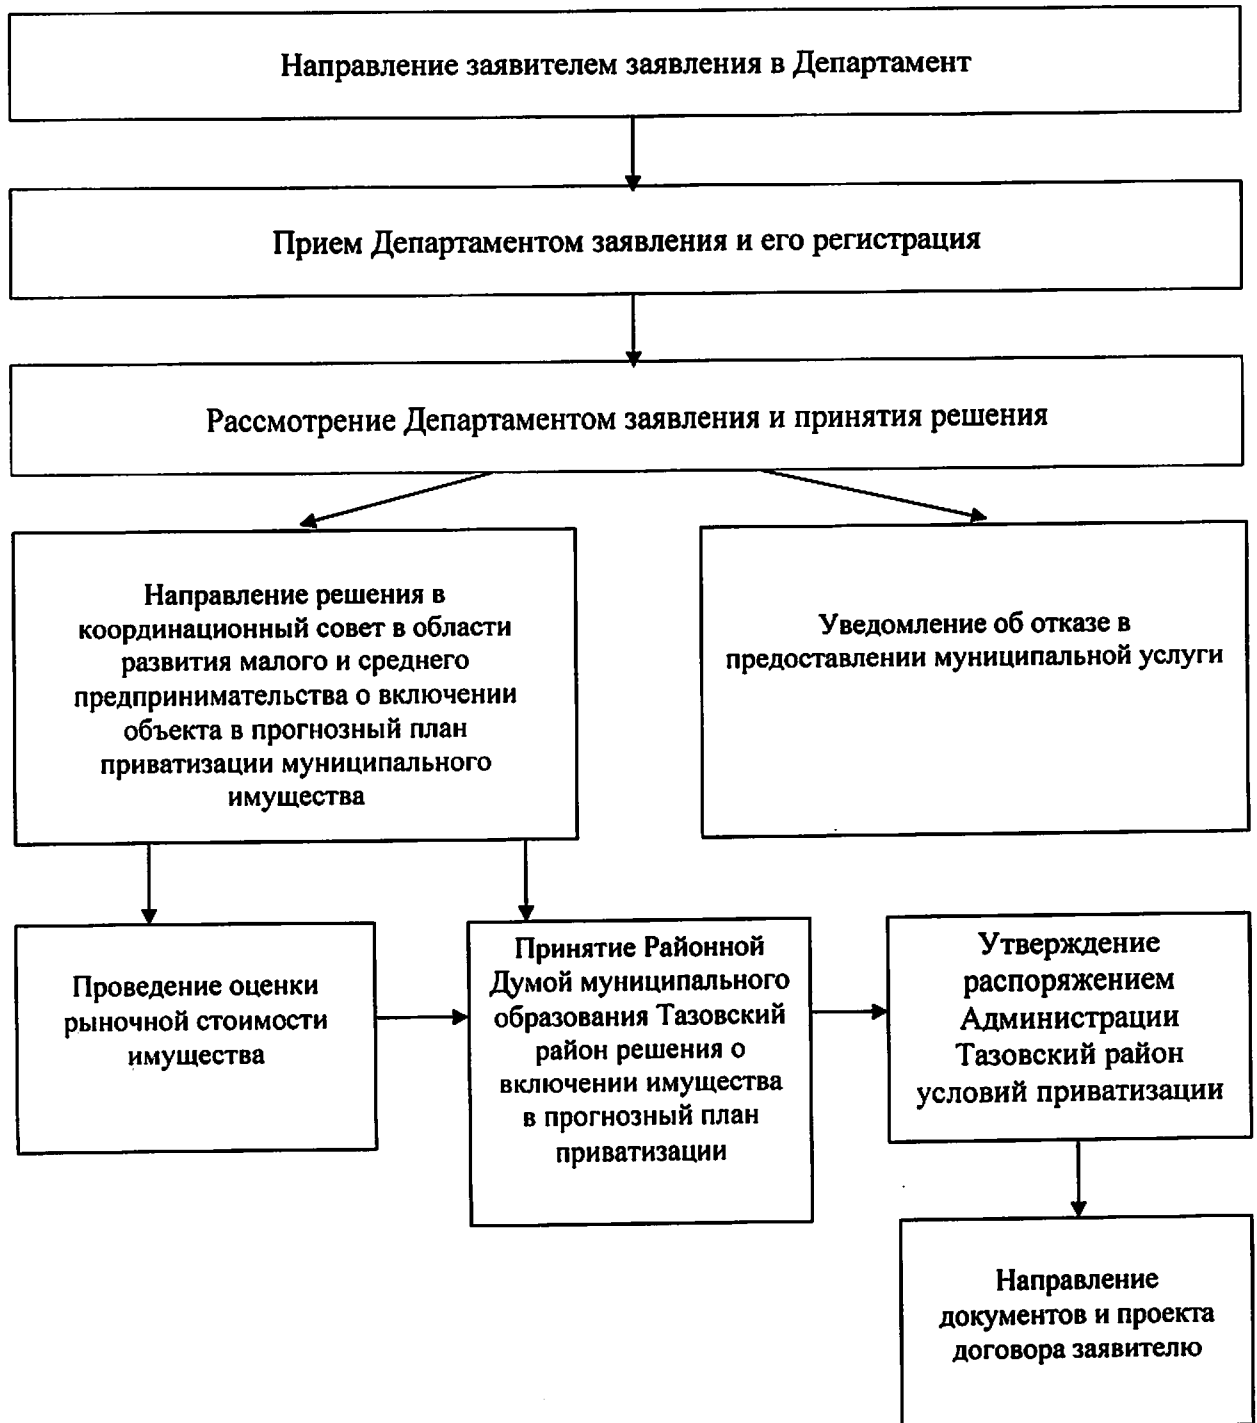 Направление заявителем заявления в Департамент
Прием Департаментом заявления и его регистрация
Рассмотрение Департаментом заявления и принятия решения
Направление решения в
координационный совет в области
развития малого и среднего
предпринимательства о включении
объекта в прогнозный план
приватизации муниципального
имущества
Уведомление об отказе в
предоставлении муниципальной услуги
Проведение оценки
рыночной стоимости
имущества
Принятие Районной
Думой муниципального
образования Тазовский
район решения о
включении имущества
в прогнозный план
приватизации
Утверждение
распоряжением
Администрации
Тазовский район
условий приватизации
Направление
документов и проекта
договора заявителю